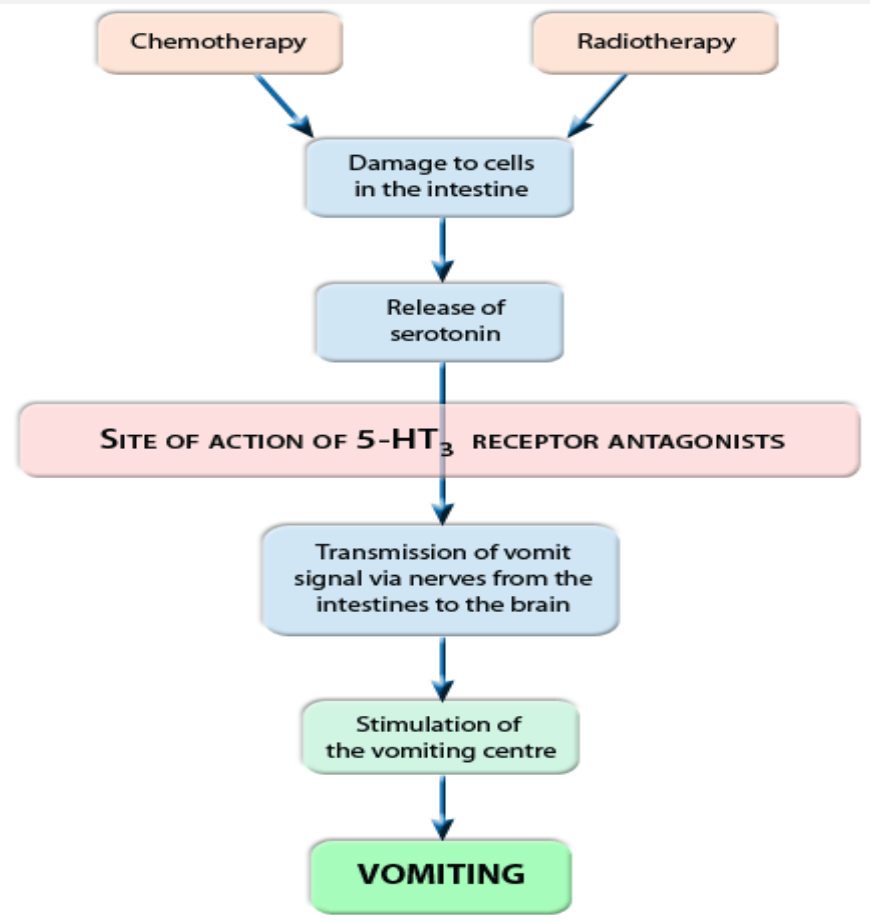 Chemotherapy
Radiotherapy
Damage to cells
in the intestine
Release of
serotonin
SITE OF ACTION OF 5-HT3 RECEPTOR ANTAGONISTS
Transmission of vomit
signal via nerves from the
intestines to the brain
Stimulation of
the vomiting centre
VOMITING